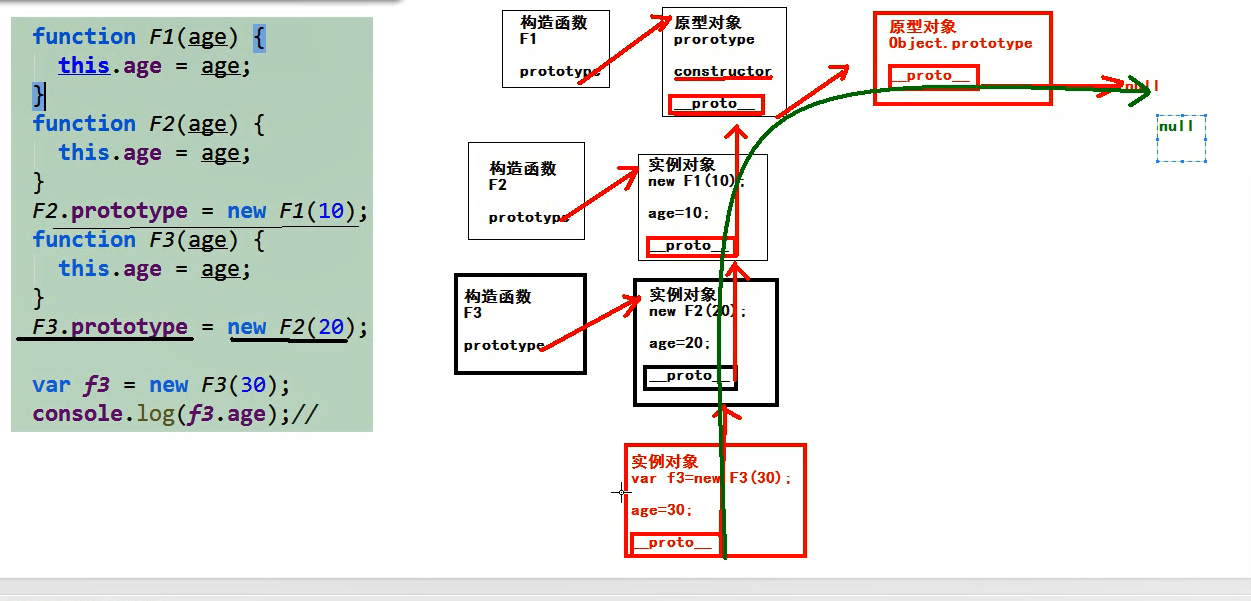 function F1(age) {
  this.age = age;
}
function F2(age) {
  this.age = age;
}
F2.prototype = new F1(10);
function F3(age) {
  this.age = age;
}
F3.prototype = new F2(20);
var f3 = new F3(30);
console.log(f3.age);//
构造函数
F1
prototype
原型对象
prorotype
constructor
__proto__
原型对象
Object.prototype
__proto__
null
null
构造函数
F2
prototype
实例对象
new F1(10);
age=10;
__proto__
构造函数
F3
prototype
实例对象
new F2(20);
age=20;
__proto__
实例对象
var f3=new F3(30);
age=30;
__proto__